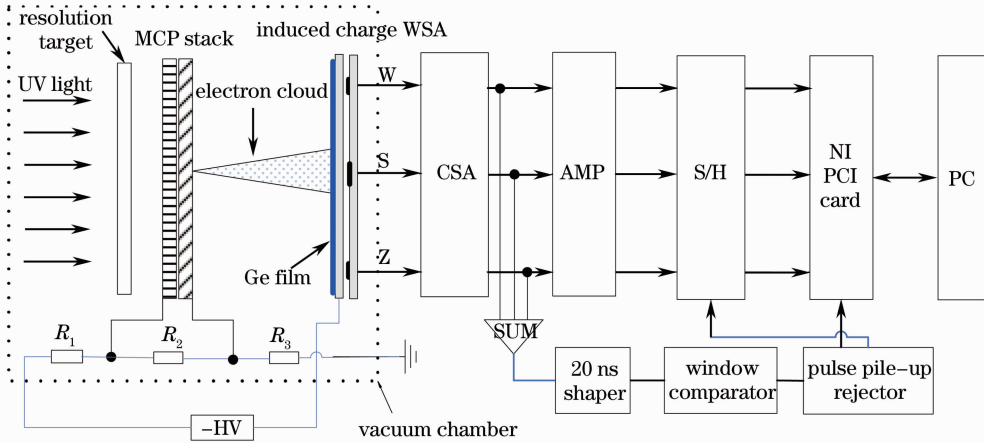 resolution
target
MCP stack
induced charge WSA
UV light
electron cloud
W
S
Z
CSA
AMP
S/H
NI
PCI
card
PC
Ge film
SUM
R1
R2
R3
20 ns
shaper
window
comparator
pulse pile-up
rejector
-HV
vacuum chamber